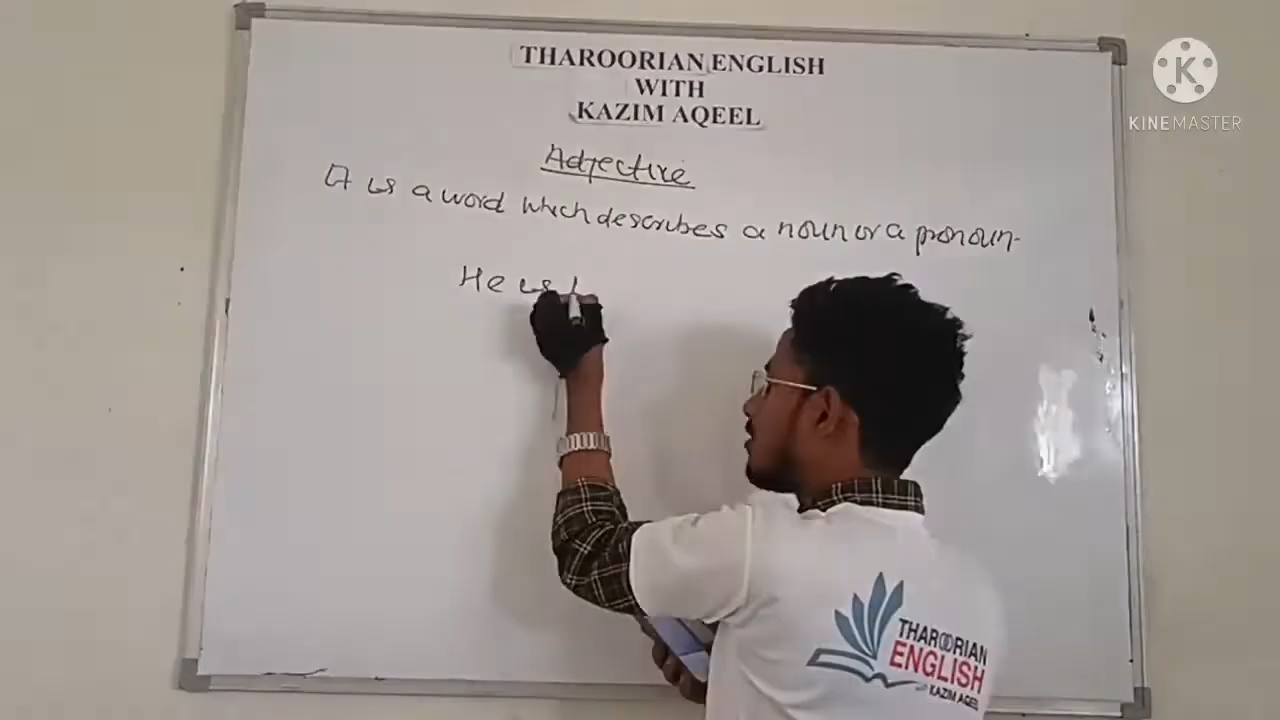 THAROORIAN ENGLISH
WITH
KAZIM AQEEL
Adjective
It is a word which describes a noun or a pronoun.
He is
KINEMASTER
THAROORIAN
ENGLISH
with KAZIM AQEEL